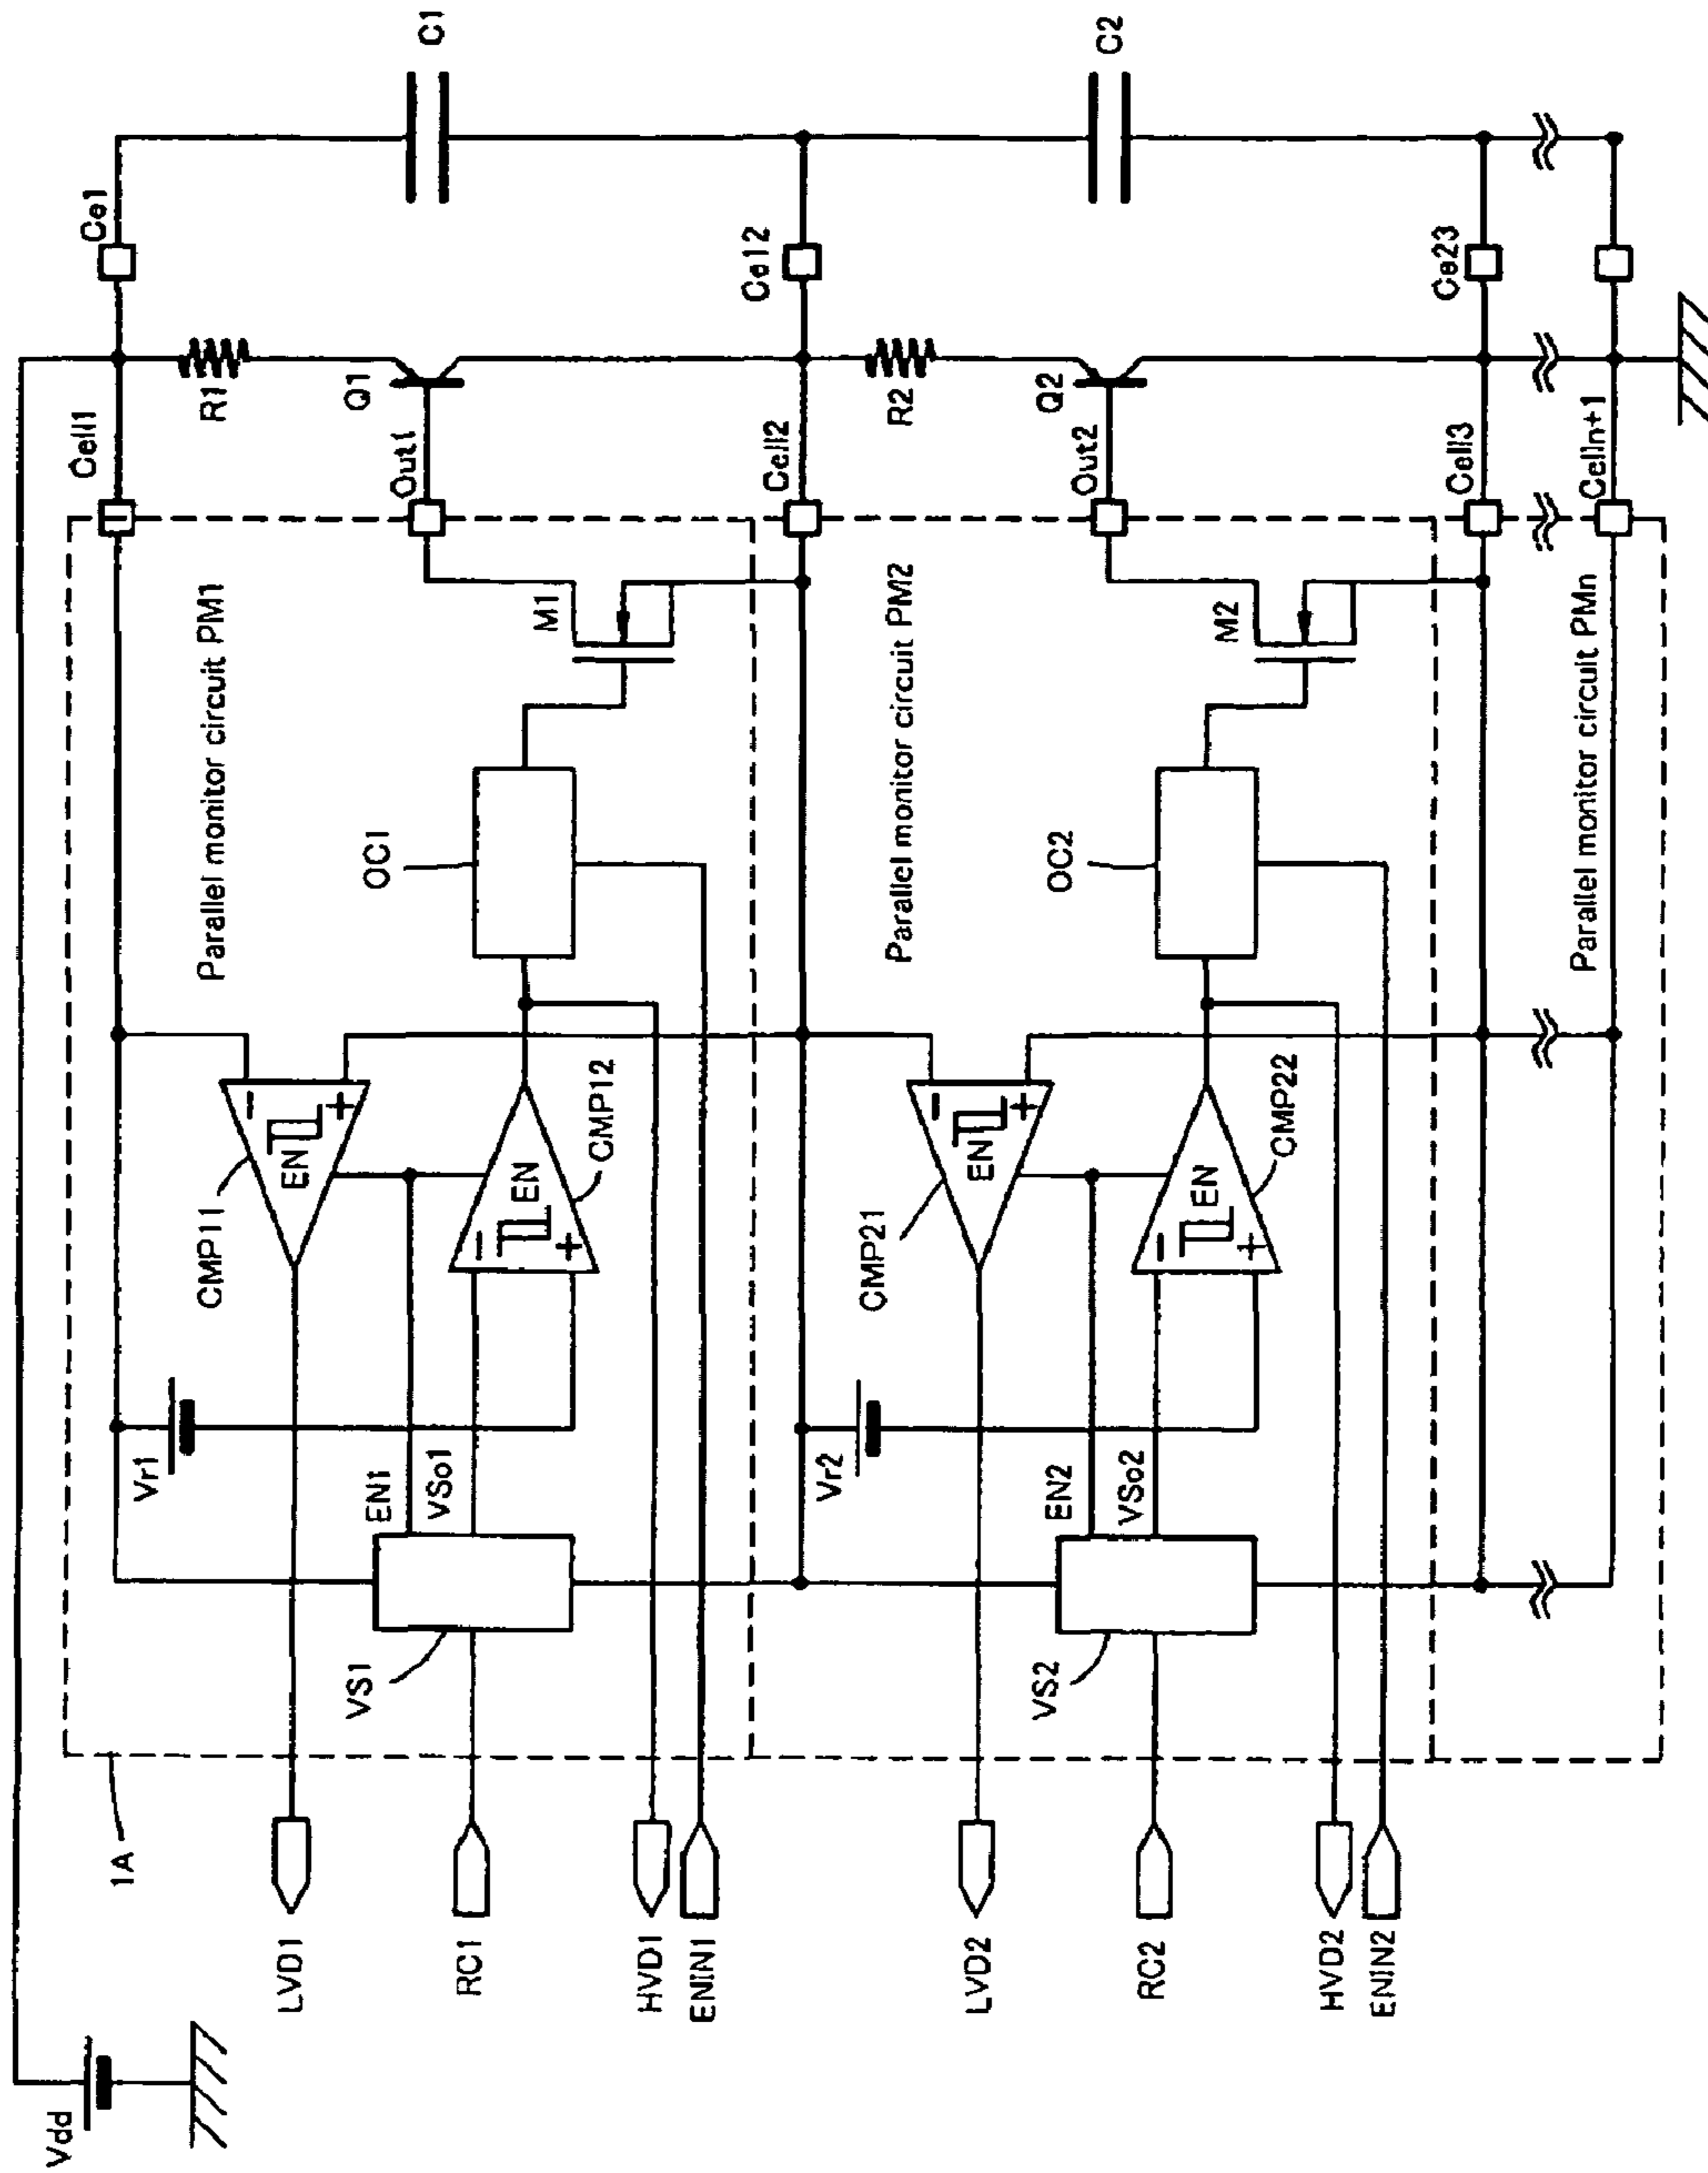 Vdd
1A
C1
C2
Ce1
Ce12
Ce23
Cell1
R1
Q1
Out1
Cell2
R2
Q2
Out2
Cell3
Celln+1
Parallel monitor circuit PM1
M1
OC1
Parallel monitor circuit PM2
M2
OC2
Parallel monitor circuit PMn
CMP11
-
EN
+
CMP12
-
EN
+
CMP21
-
EN
+
CMP22
-
EN
+
Vr1
EN1
VSo1
VS1
Vr2
EN2
VSo2
VS2
LVD1
RC1
HVD1
ENIN1
LVD2
RC2
HVD2
ENIN2